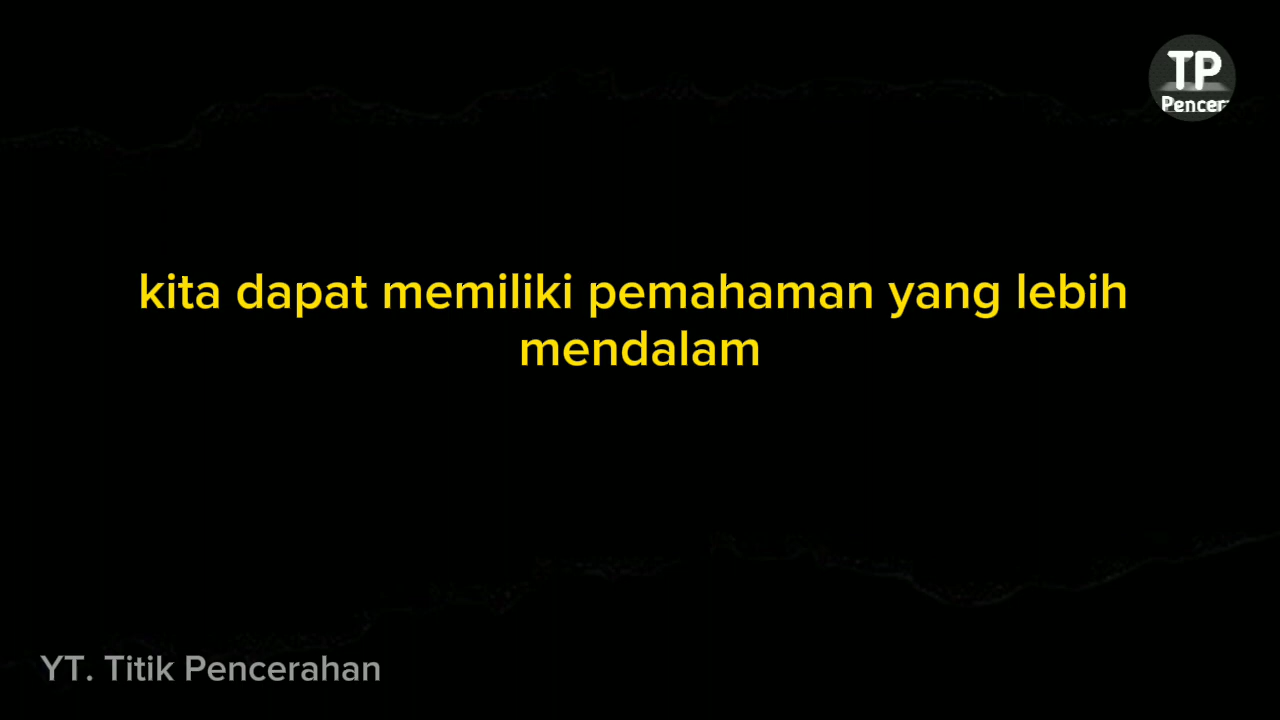 TP
Pencer
kita dapat memiliki pemahaman yang lebih
mendalam
YT. Titik Pencerahan